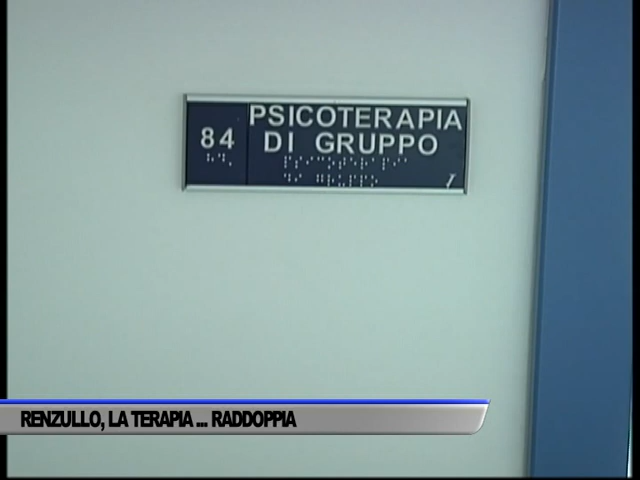 84
PSICOTERAPIA
DI GRUPPO
RENZULLO, LA TERAPIA ... RADDOPPIA